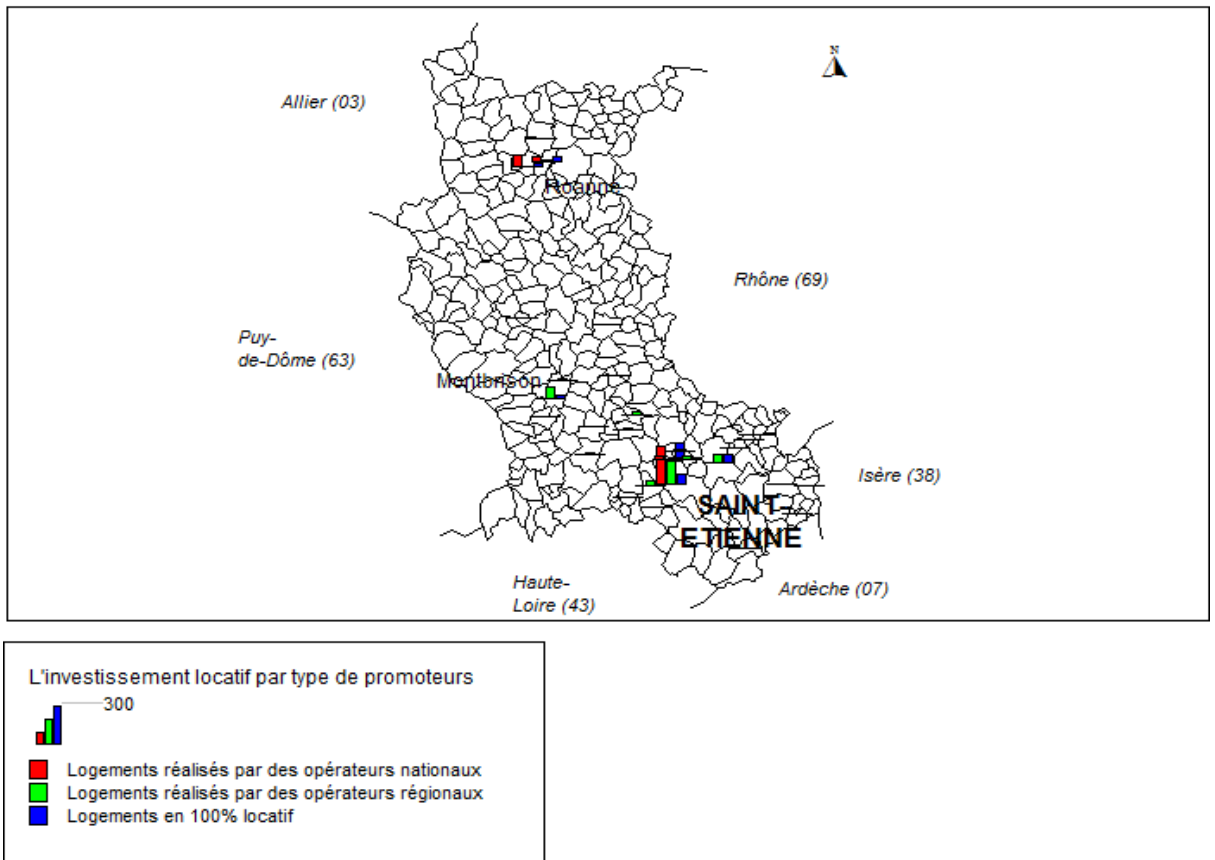 N
Allier (03)
Roanne
Rhône (69)
Puy-
de-Dôme (63)
Montbrison
Isère (38)
SAINT-
ETIENNE
Haute-
Loire (43)
Ardèche (07)
L'investissement locatif par type de promoteurs
300
Logements réalisés par des opérateurs nationaux
Logements réalisés par des opérateurs régionaux
Logements en 100% locatif